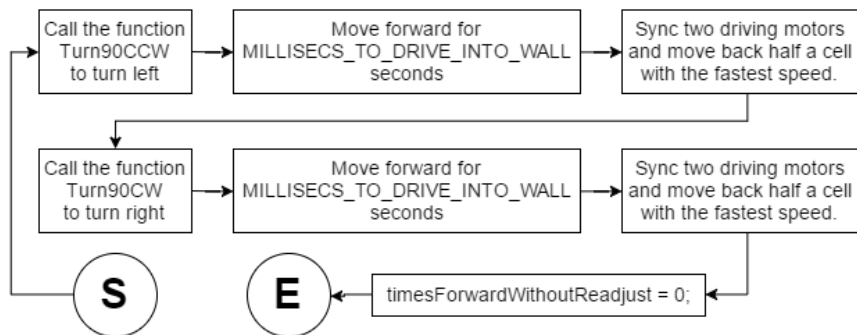 Call the function
Turn90CCW
to turn left
Move forward for
MILLISECS_TO_DRIVE_INTO_WALL
seconds
Sync two driving motors
and move back half a cell
with the fastest speed.
Call the function
Turn90CW
to turn right
Move forward for
MILLISECS_TO_DRIVE_INTO_WALL
seconds
Sync two driving motors
and move back half a cell
with the fastest speed.
S
E
timesForwardWithoutReadjust = 0;